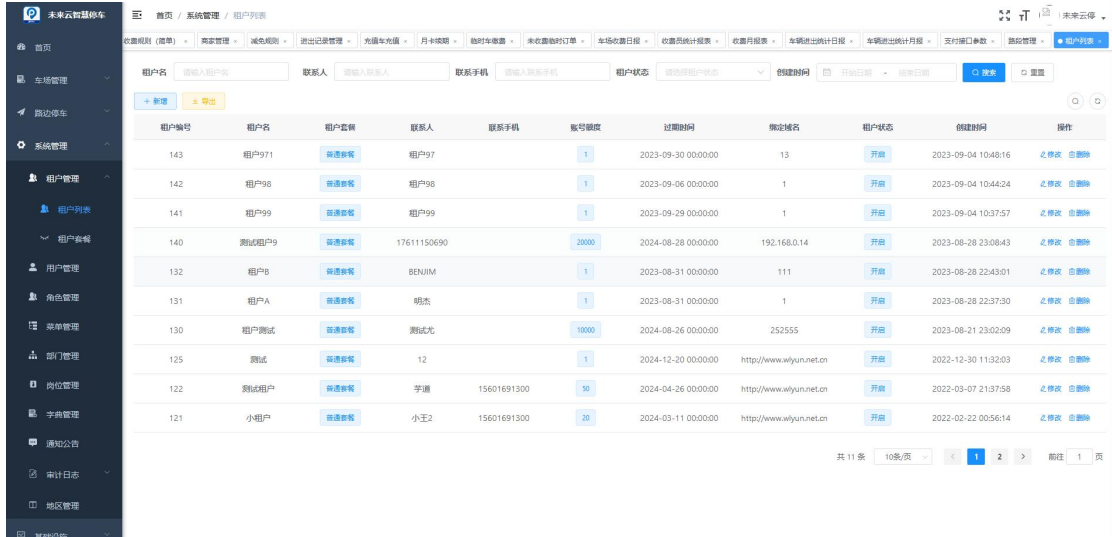 未来云智慧停车
首页 / 系统管理 / 租户列表
未来云停
收费规则（简单） × 商家管理 × 减免规则 × 进出记录管理 × 充值车充值 × 月卡续期 × 临时车缴费 × 未收费临时订单 × 车场收费日报 × 收费员统计报表 × 收费月报表 × 车辆进出统计日报 × 车辆进出统计月报 × 支付接口参数 × 路段管理 × 租户列表 ×
首页
车场管理
路边停车
系统管理
租户管理
租户列表
租户套餐
用户管理
角色管理
菜单管理
部门管理
岗位管理
字典管理
通知公告
审计日志
地区管理
基础设施
租户名 请输入租户名 联系人 请输入联系人 联系手机 请输入联系手机 租户状态 请选择租户状态 创建时间 开始日期 - 结束日期 搜索 重置
+ 新增 导出
租户编号 租户名 租户套餐 联系人 联系手机 账号额度 过期时间 绑定域名 租户状态 创建时间 操作
143 租户971 普通套餐 租户97 1 2023-09-30 00:00:00 13 开启 2023-09-04 10:48:16 修改 删除
142 租户98 普通套餐 租户98 1 2023-09-06 00:00:00 1 开启 2023-09-04 10:44:24 修改 删除
141 租户99 普通套餐 租户99 1 2023-09-29 00:00:00 1 开启 2023-09-04 10:37:57 修改 删除
140 测试租户9 普通套餐 17611150690 20000 2024-08-28 00:00:00 192.168.0.14 开启 2023-08-28 23:08:43 修改 删除
132 租户B 普通套餐 BENJIM 1 2023-08-31 00:00:00 111 开启 2023-08-28 22:43:01 修改 删除
131 租户A 普通套餐 明杰 1 2023-08-31 00:00:00 1 开启 2023-08-28 22:37:30 修改 删除
130 租户测试 普通套餐 测试尤 10000 2024-08-26 00:00:00 252555 开启 2023-08-21 23:02:09 修改 删除
125 测试 普通套餐 12 1 2024-12-20 00:00:00 http://www.wlyun.net.cn 开启 2022-12-30 11:32:03 修改 删除
122 测试租户 普通套餐 芋道 15601691300 50 2024-04-26 00:00:00 http://www.wlyun.net.cn 开启 2022-03-07 21:37:58 修改 删除
121 小租户 普通套餐 小王2 15601691300 20 2024-03-11 00:00:00 http://www.wlyun.net.cn 开启 2022-02-22 00:56:14 修改 删除
共 11 条 10条/页 < 1 2 > 前往 1 页